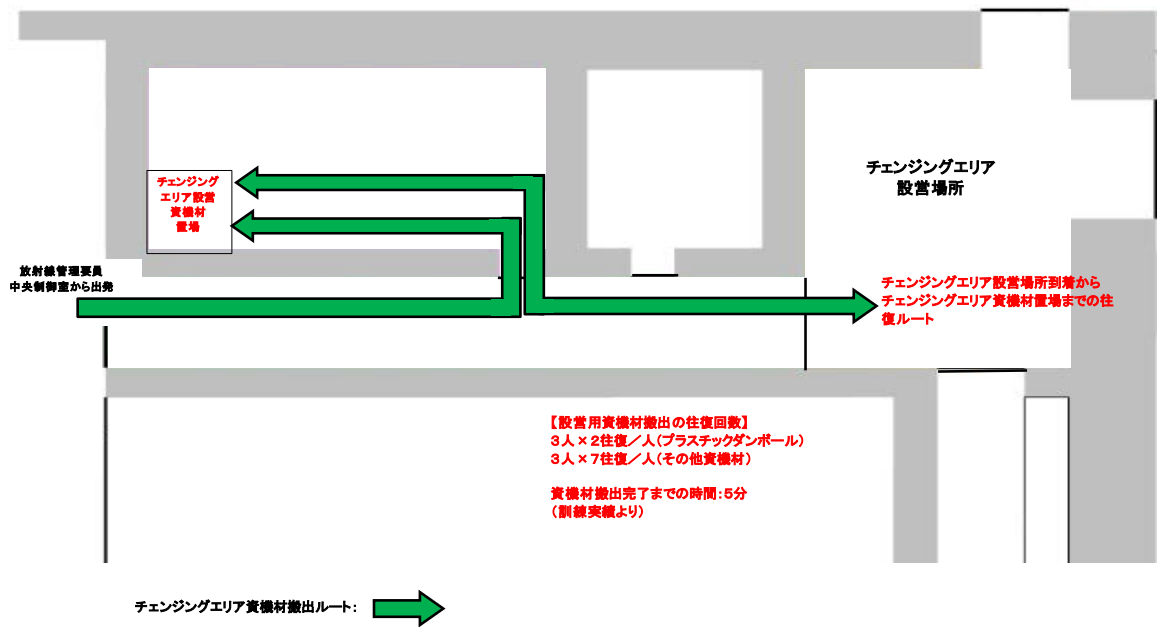 チェンジングエリア
設営場所
チェンジング
エリア設営
資機材
置場
放射線管理要員
中央制御室から出発
チェンジングエリア設営場所到着から
チェンジングエリア資機材置場までの往
復ルート
【設営用資機材搬出の往復回数】
3人×2往復/人(プラスチックダンボール)
3人×7往復/人(その他資機材)
資機材搬出完了までの時間:5分
(訓練実績より)
チェンジングエリア資機材搬出ルート: